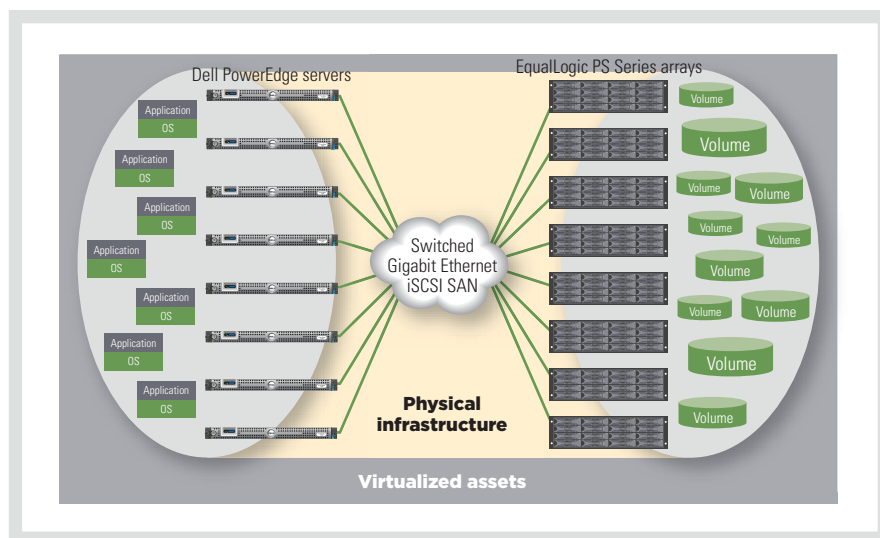 Dell PowerEdge servers
EqualLogic PS Series arrays
Application
OS
Application
OS
Application
OS
Application
OS
Application
OS
Application
OS
Application
OS
Switched
Gigabit Ethernet
iSCSI SAN
Volume
Volume
Volume
Volume
Volume
Volume
Volume
Volume
Volume
Volume
Volume
Physical
infrastructure
Virtualized assets